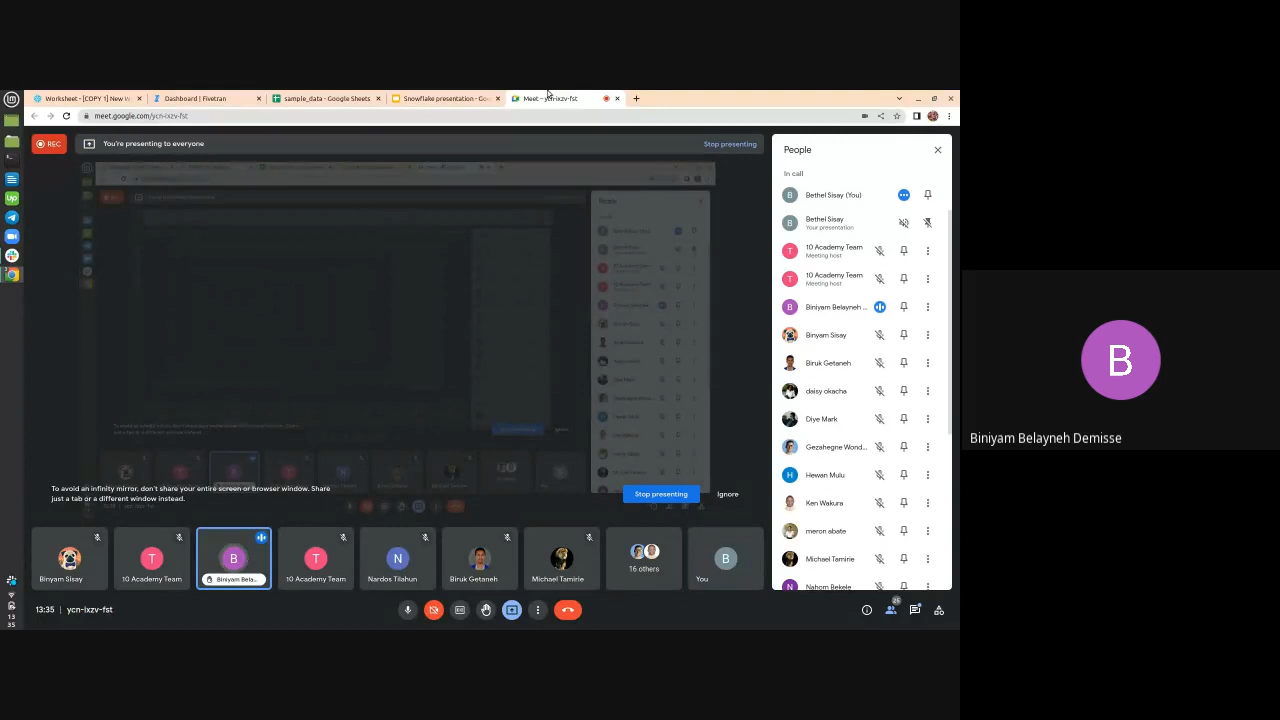 Worksheet - [COPY 1] New W
Dashboard | Fivetran
sample_data - Google Sheets
Snowflake presentation - Go
Meet – ycn-ixzv-fst
meet.google.com/ycn-ixzv-fst
REC
You're presenting to everyone
Stop presenting
People
In call
B
Bethel Sisay (You)
B
Bethel Sisay
Your presentation
T
10 Academy Team
Meeting host
T
10 Academy Team
Meeting host
B
Biniyam Belayneh ...
Binyam Sisay
Biruk Getaneh
daisy okacha
Diye Mark
Gezahegne Wond...
H
Hewan Mulu
Ken Wakura
meron abate
Michael Tamirie
N
Nahom Bekele
To avoid an infinity mirror, don't share your entire screen or browser window. Share
just a tab or a different window instead.
Stop presenting
Ignore
Binyam Sisay
T
10 Academy Team
B
Biniyam Bela...
T
10 Academy Team
N
Nardos Tilahun
Biruk Getaneh
Michael Tamirie
16 others
B
You
13:35 | ycn-ixzv-fst
13
35
B
Biniyam Belayneh Demisse